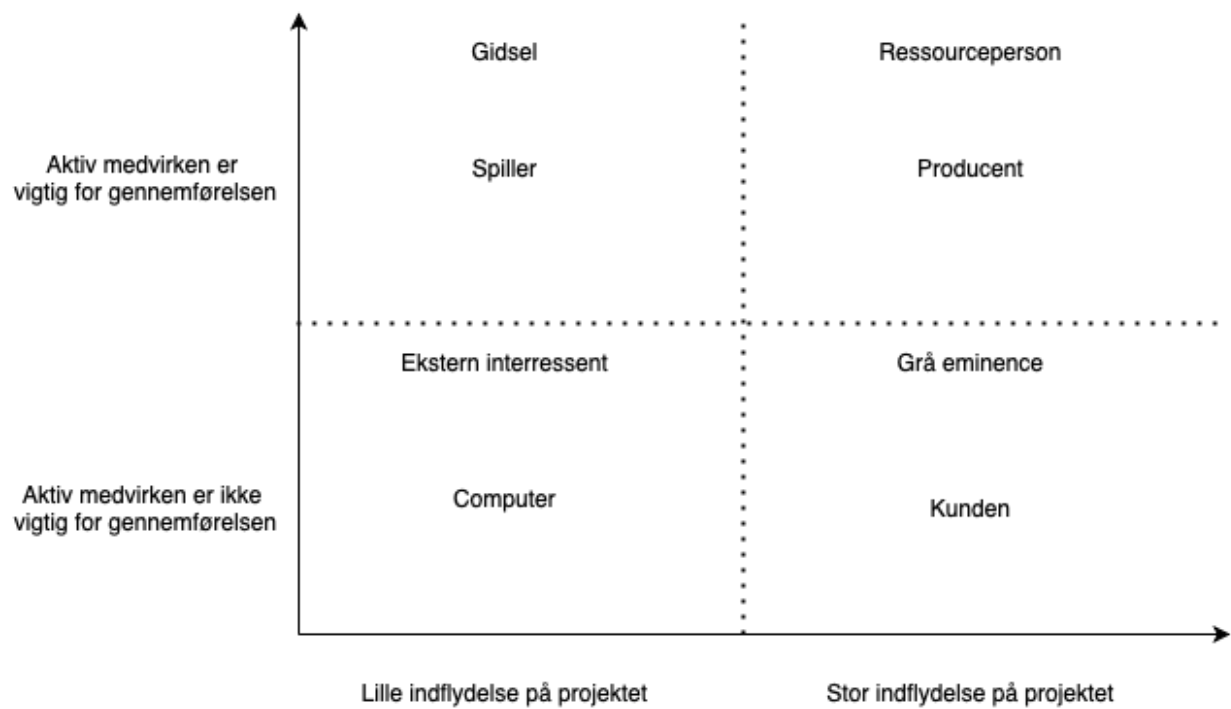 Gidsel
Ressourceperson
Aktiv medvirken er
vigtig for gennemførelsen
Spiller
Producent
Ekstern interressent
Grå eminence
Aktiv medvirken er ikke
vigtig for gennemførelsen
Computer
Kunden
Lille indflydelse på projektet
Stor indflydelse på projektet